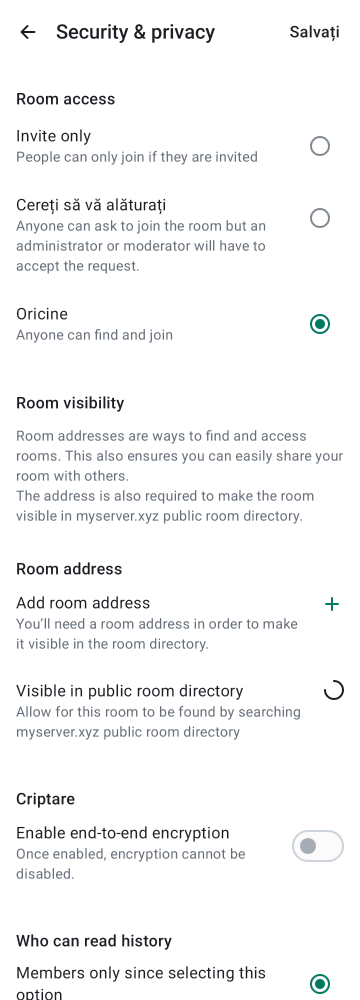 Security & privacy
Salvați
Room access
Invite only
People can only join if they are invited
Cereți să vă alăturați
Anyone can ask to join the room but an
administrator or moderator will have to
accept the request.
Oricine
Anyone can find and join
Room visibility
Room addresses are ways to find and access
rooms. This also ensures you can easily share your
room with others.
The address is also required to make the room
visible in myserver.xyz public room directory.
Room address
Add room address
You'll need a room address in order to make
it visible in the room directory.
Visible in public room directory
Allow for this room to be found by searching
myserver.xyz public room directory
Criptare
Enable end-to-end encryption
Once enabled, encryption cannot be
disabled.
Who can read history
Members only since selecting this
option